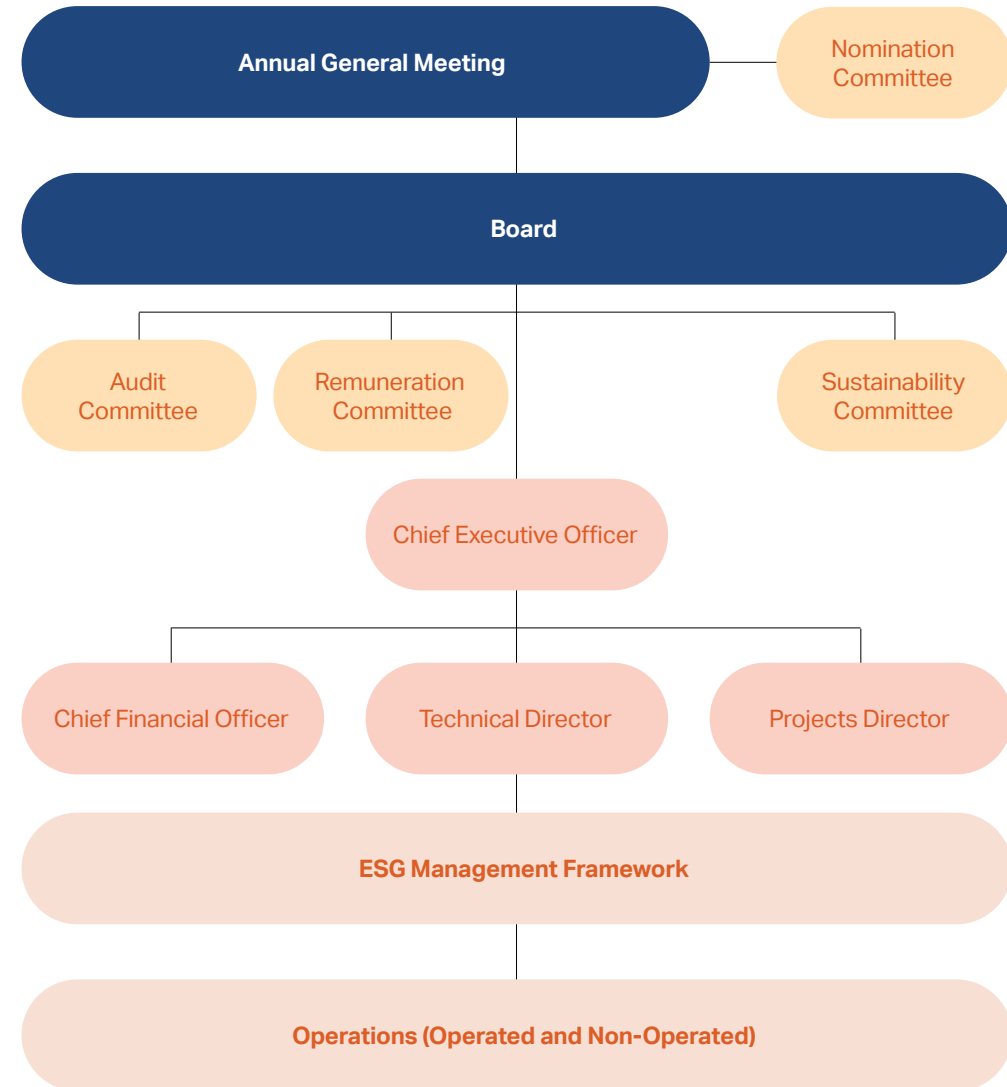 Annual General Meeting
Nomination
Committee
Board
Audit
Committee
Remuneration
Committee
Sustainability
Committee
Chief Executive Officer
Chief Financial Officer
Technical Director
Projects Director
ESG Management Framework
Operations (Operated and Non-Operated)